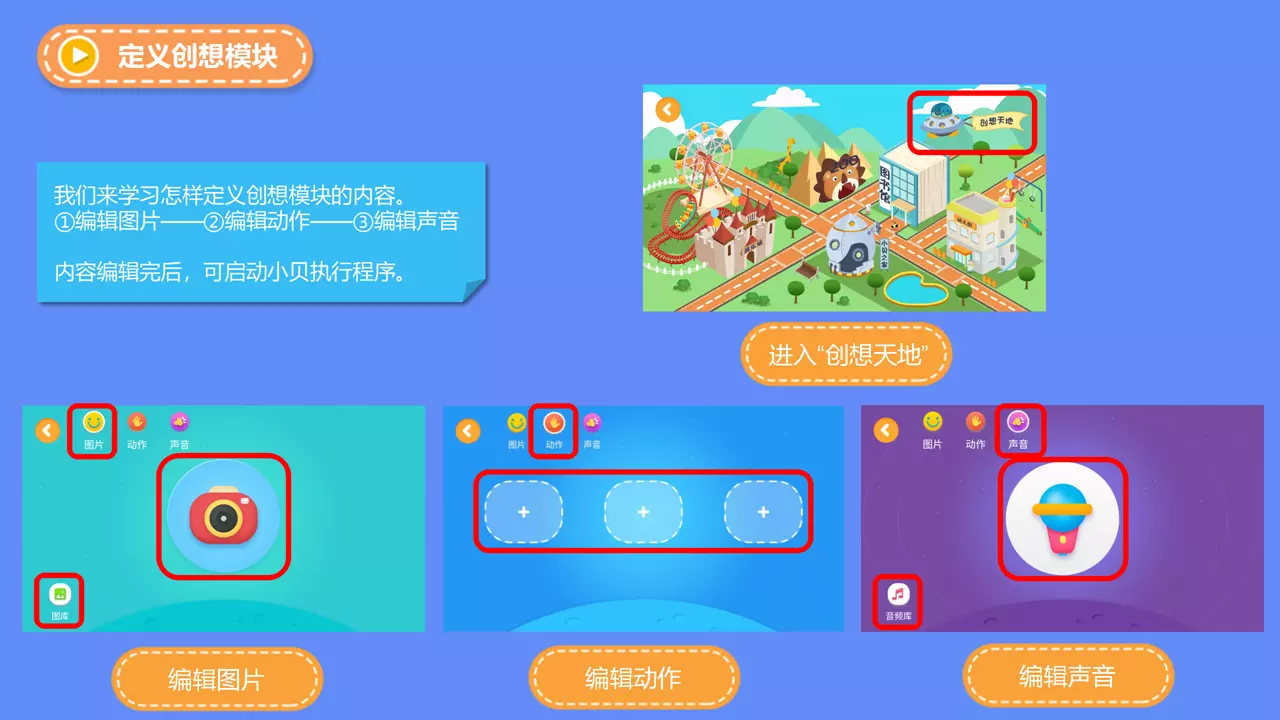 定义创想模块
我们来学习怎样定义创想模块的内容。
①编辑图片——②编辑动作——③编辑声音
内容编辑完后，可启动小贝执行程序。
创想天地
图书馆
小贝之家
进入“创想天地”
图片
动作
声音
图库
编辑图片
图片
动作
声音
编辑动作
图片
动作
声音
音频库
编辑声音